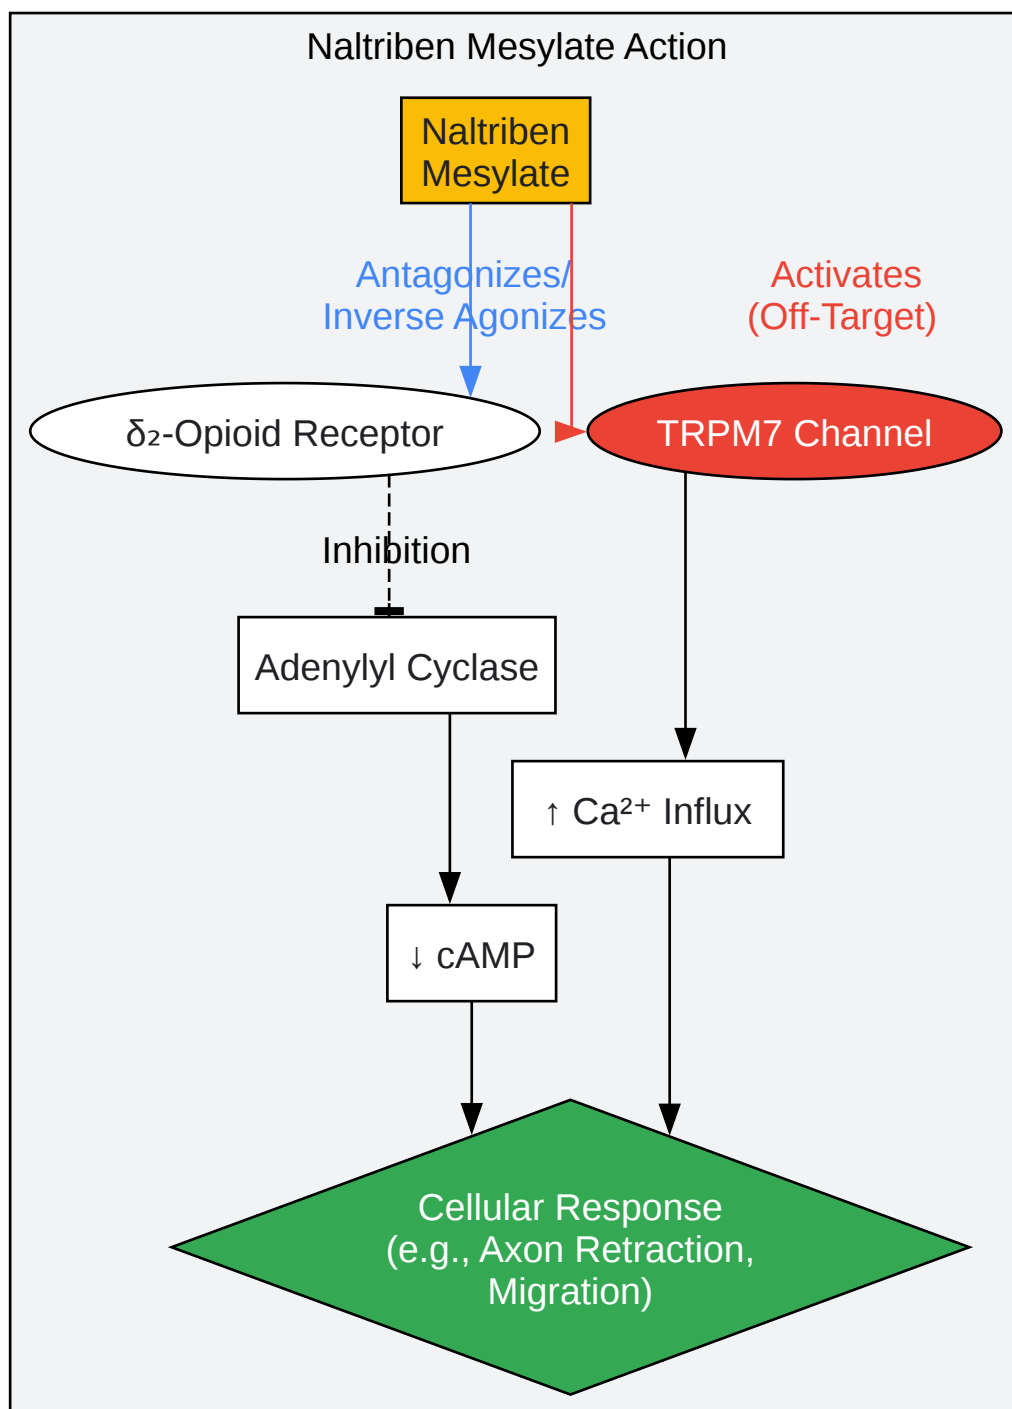 Naltriben Mesylate Action
Naltriben
Mesylate
Antagonizes/
Inverse Agonizes
Activates
(Off-Target)
δ₂-Opioid Receptor
TRPM7 Channel
Inhibition
Adenylyl Cyclase
↑ Ca²⁺ Influx
↓ cAMP
Cellular Response
(e.g., Axon Retraction,
Migration)